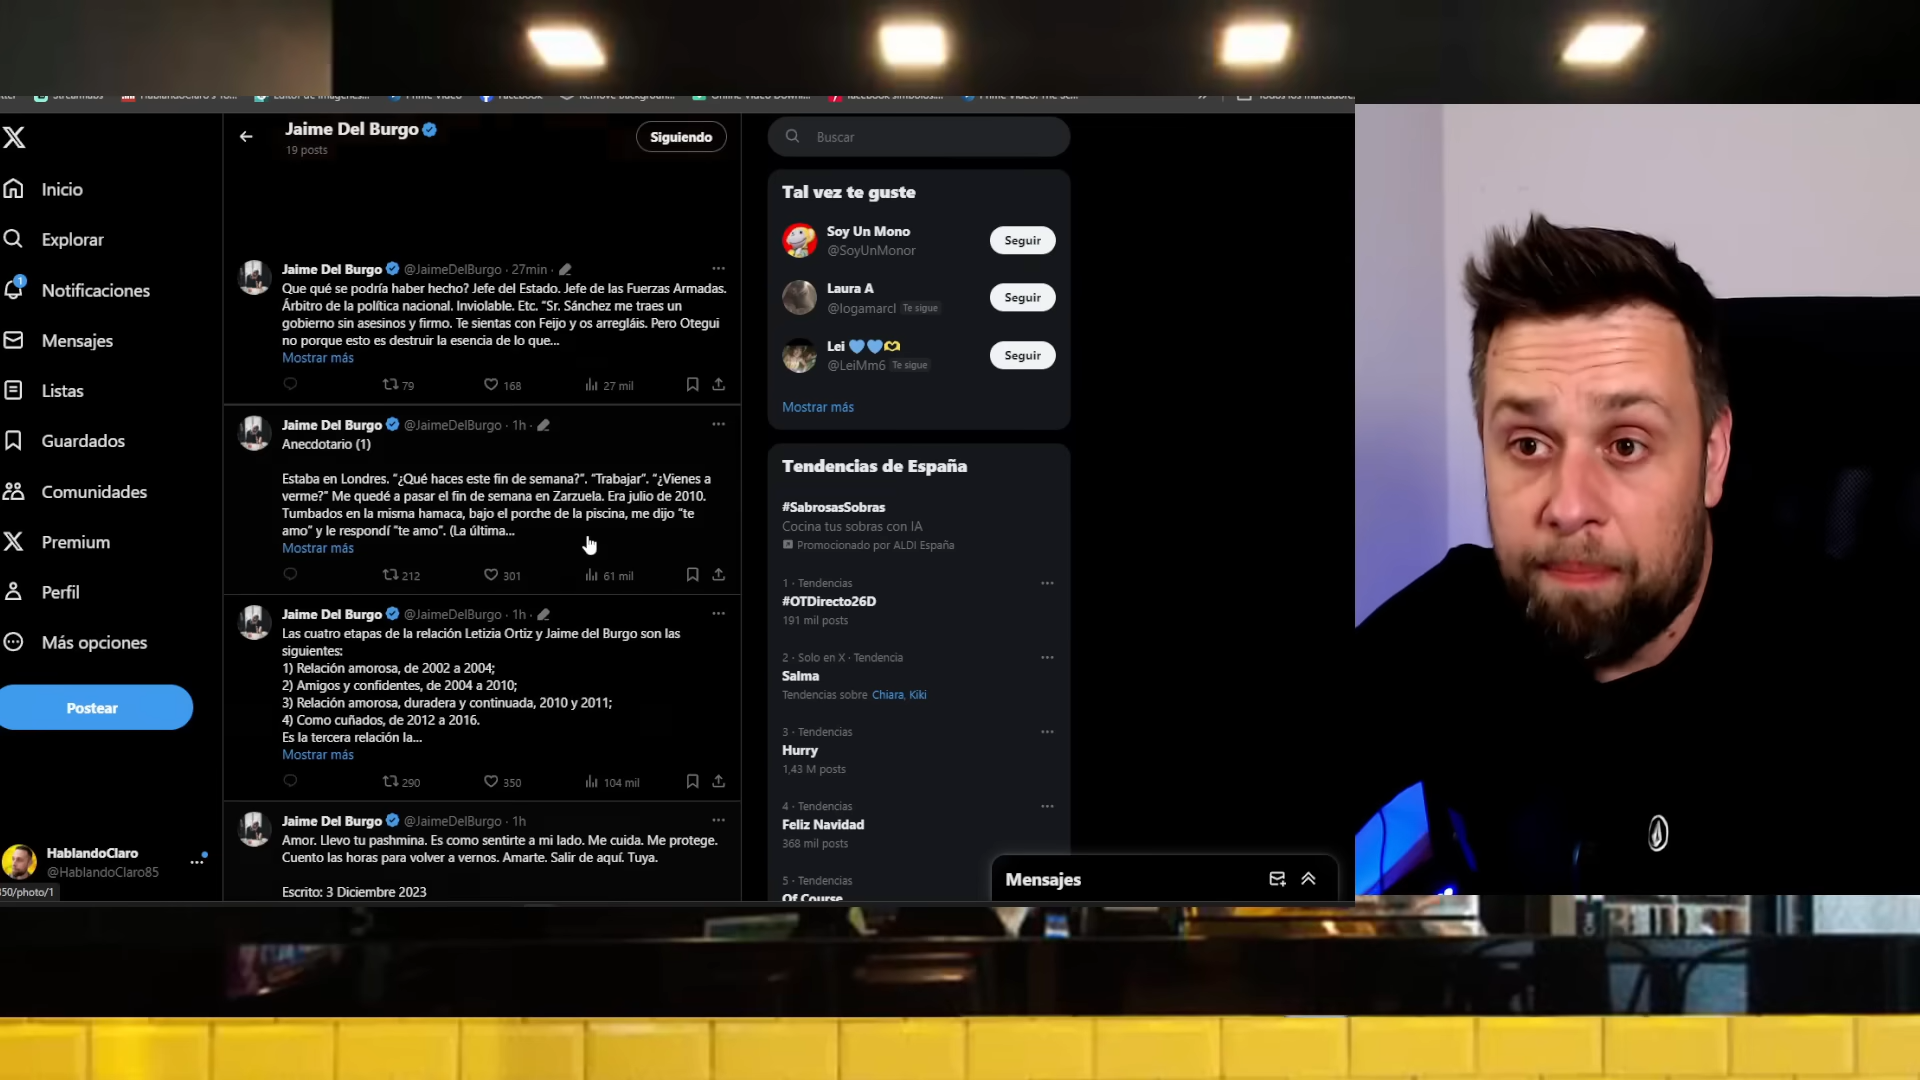 Jaime Del Burgo
19 posts
Siguiendo
Inicio
Explorar
1
Notificaciones
Mensajes
Listas
Guardados
Comunidades
Premium
Perfil
Más opciones
Postear
HablandoClaro
@HablandoClaro85
50/photo/1
Jaime Del Burgo @JaimeDelBurgo · 27min ·
Que qué se podría haber hecho? Jefe del Estado. Jefe de las Fuerzas Armadas.
Árbitro de la política nacional. Inviolable. Etc. “Sr. Sánchez me traes un
gobierno sin asesinos y firmo. Te sientas con Feijo y os arregláis. Pero Otegui
no porque esto es destruir la esencia de lo que...
Mostrar más
79
168
27 mil
Jaime Del Burgo @JaimeDelBurgo · 1h ·
Anecdotario (1)
Estaba en Londres. “¿Qué haces este fin de semana?”. “Trabajar”. “¿Vienes a
verme?” Me quedé a pasar el fin de semana en Zarzuela. Era julio de 2010.
Tumbados en la misma hamaca, bajo el porche de la piscina, me dijo “te
amo” y le respondí “te amo”. (La última...
Mostrar más
212
301
61 mil
Jaime Del Burgo @JaimeDelBurgo · 1h ·
Las cuatro etapas de la relación Letizia Ortiz y Jaime del Burgo son las
siguientes:
1) Relación amorosa, de 2002 a 2004;
2) Amigos y confidentes, de 2004 a 2010;
3) Relación amorosa, duradera y continuada, 2010 y 2011;
4) Como cuñados, de 2012 a 2016.
Es la tercera relación la...
Mostrar más
290
350
104 mil
Jaime Del Burgo @JaimeDelBurgo · 1h
Amor. Llevo tu pashmina. Es como sentirte a mi lado. Me cuida. Me protege.
Cuento las horas para volver a vernos. Amarte. Salir de aquí. Tuya.
Escrito: 3 Diciembre 2023
Buscar
Tal vez te guste
Soy Un Mono
@SoyUnMonor
Seguir
Laura A
@logamarcl Te sigue
Seguir
Lei 💙💙🫶
@LeiMm6 Te sigue
Seguir
Mostrar más
Tendencias de España
#SabrosasSobras
Cocina tus sobras con IA
Promocionado por ALDI España
1 · Tendencias
#OTDirecto26D
191 mil posts
2 · Solo en X · Tendencia
Salma
Tendencias sobre Chiara, Kiki
3 · Tendencias
Hurry
1,43 M posts
4 · Tendencias
Feliz Navidad
368 mil posts
5 · Tendencias
Of Course
Mensajes